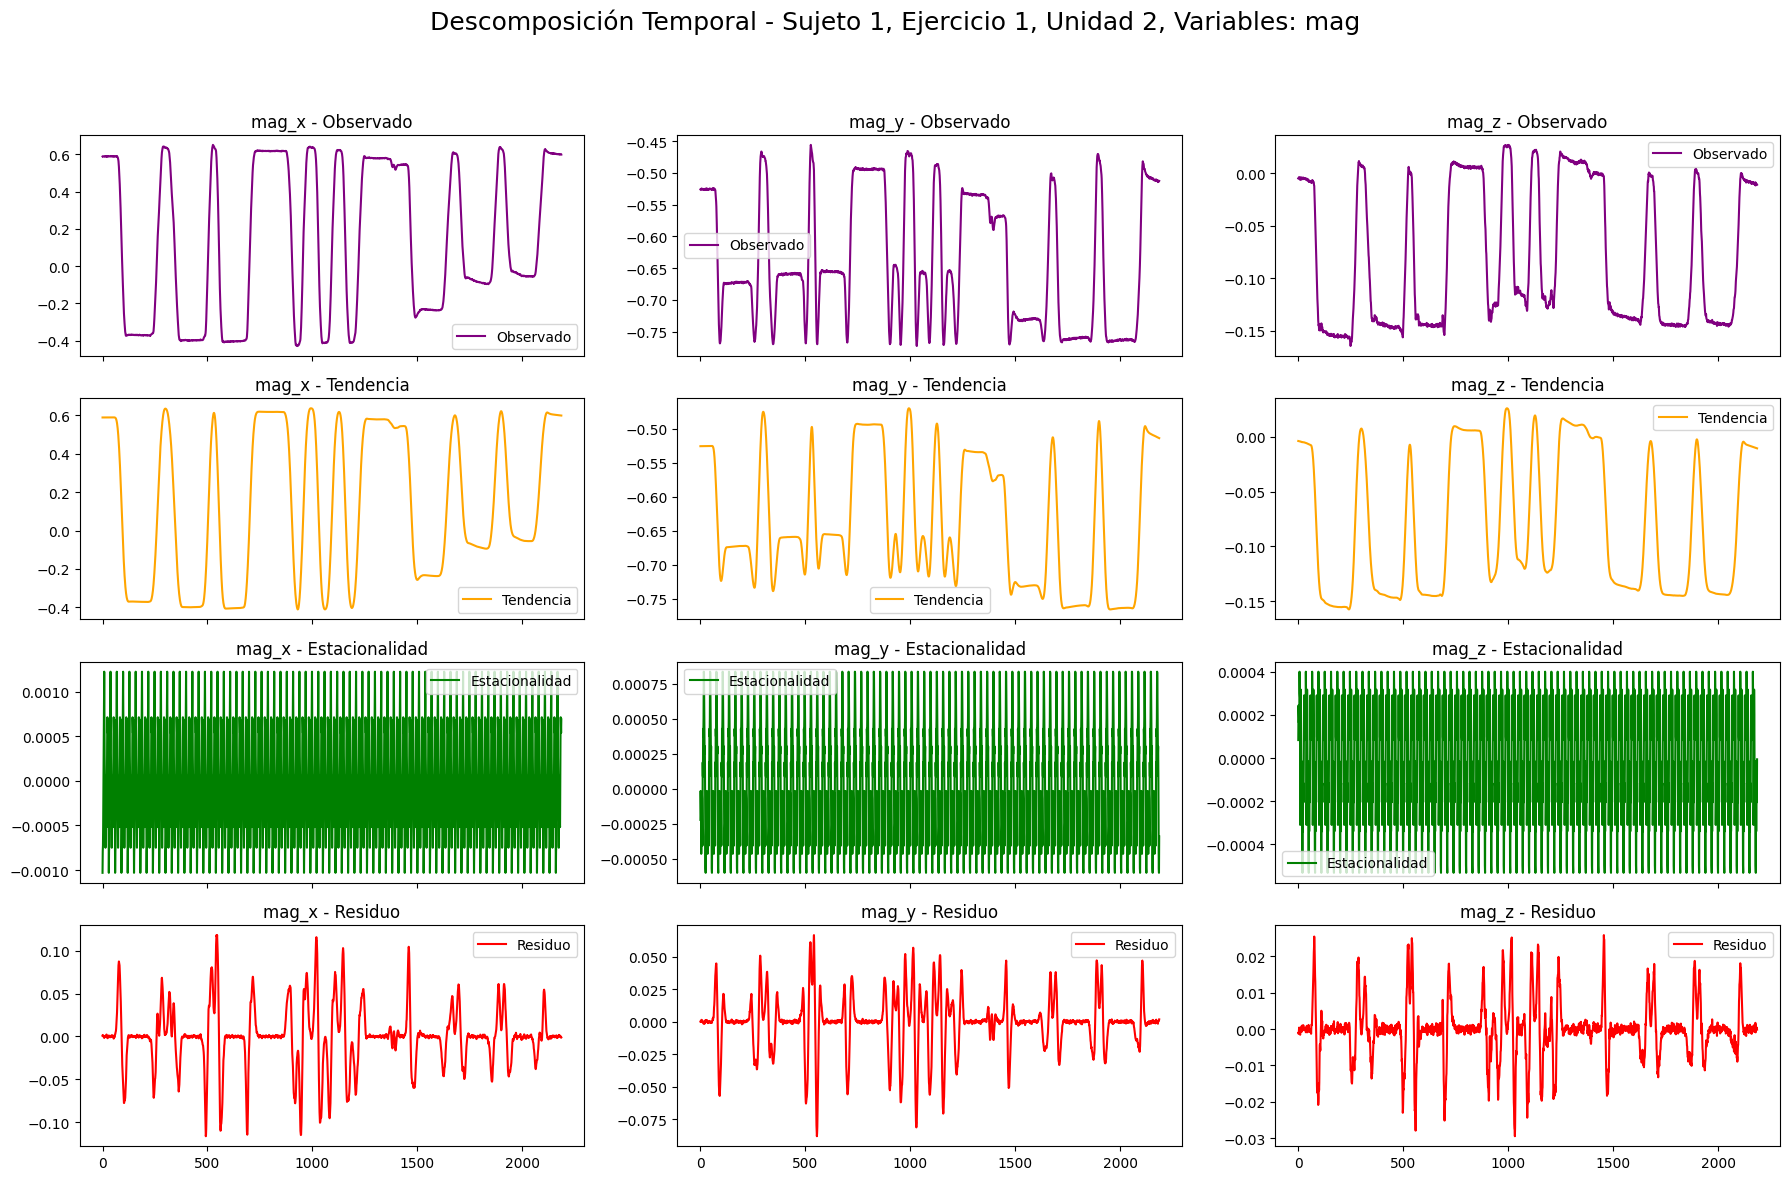 Descomposición Temporal - Sujeto 1, Ejercicio 1, Unidad 2, Variables: mag
mag_x - Observado
0.6
0.4
0.2
0.0
−0.2
−0.4
Observado
mag_y - Observado
−0.45
−0.50
−0.55
−0.60
−0.65
−0.70
−0.75
Observado
mag_z - Observado
0.00
−0.05
−0.10
−0.15
Observado
mag_x - Tendencia
0.6
0.4
0.2
0.0
−0.2
−0.4
Tendencia
mag_y - Tendencia
−0.50
−0.55
−0.60
−0.65
−0.70
−0.75
Tendencia
mag_z - Tendencia
0.00
−0.05
−0.10
−0.15
Tendencia
mag_x - Estacionalidad
0.0010
0.0005
0.0000
−0.0005
−0.0010
Estacionalidad
mag_y - Estacionalidad
0.00075
0.00050
0.00025
0.00000
−0.00025
−0.00050
Estacionalidad
mag_z - Estacionalidad
0.0004
0.0002
0.0000
−0.0002
−0.0004
Estacionalidad
mag_x - Residuo
0.10
0.05
0.00
−0.05
−0.10
Residuo
0 500 1000 1500 2000
mag_y - Residuo
0.050
0.025
0.000
−0.025
−0.050
−0.075
Residuo
0 500 1000 1500 2000
mag_z - Residuo
0.02
0.01
0.00
−0.01
−0.02
−0.03
Residuo
0 500 1000 1500 2000